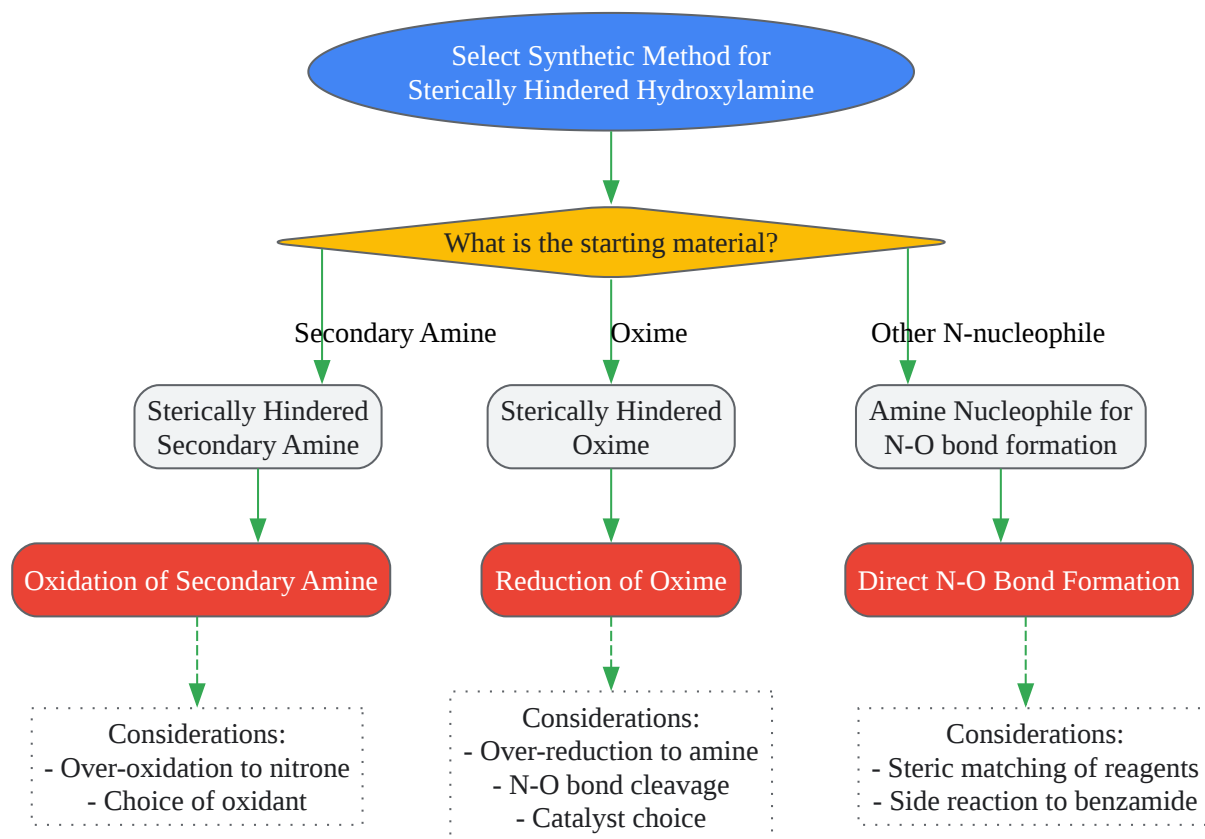 Select Synthetic Method for
Sterically Hindered Hydroxylamine
What is the starting material?
Secondary Amine
Oxime
Other N-nucleophile
Sterically Hindered
Secondary Amine
Sterically Hindered
Oxime
Amine Nucleophile for
N-O bond formation
Oxidation of Secondary Amine
Reduction of Oxime
Direct N-O Bond Formation
Considerations:
- Over-oxidation to nitrone
- Choice of oxidant
Considerations:
- Over-reduction to amine
- N-O bond cleavage
- Catalyst choice
Considerations:
- Steric matching of reagents
- Side reaction to benzamide